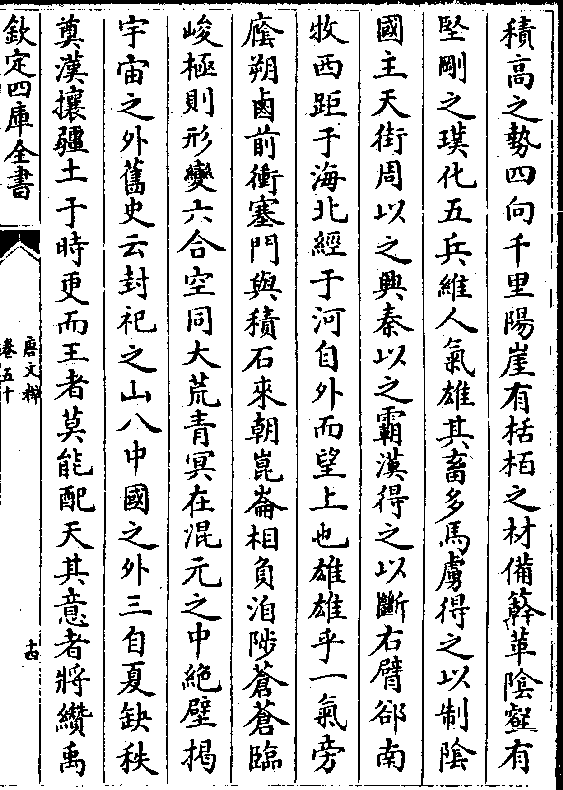 積高之勢四向千里陽崖有栝栢之材備簳革陰壑有
堅剛之璞化五兵維人氣雄其畜多馬虜得之以制陰
國主天街周以之興秦以之霸漢得之以斷右臂郤南
牧西距于海北經于河自外而望上也雄雄乎一氣旁
䕃朔鹵前衝塞門與積石來朝崑崙相負洎陟蒼蒼臨
峻極則形變六合空同大荒青冥在混元之中絶壁揭
宇宙之外舊史云封祀之山八中國之外三自夏缺秩
奠漢攘疆土于時更而王者莫能配天其意者將纘禹
欽定四庫全書
唐文粹
卷五十
十四